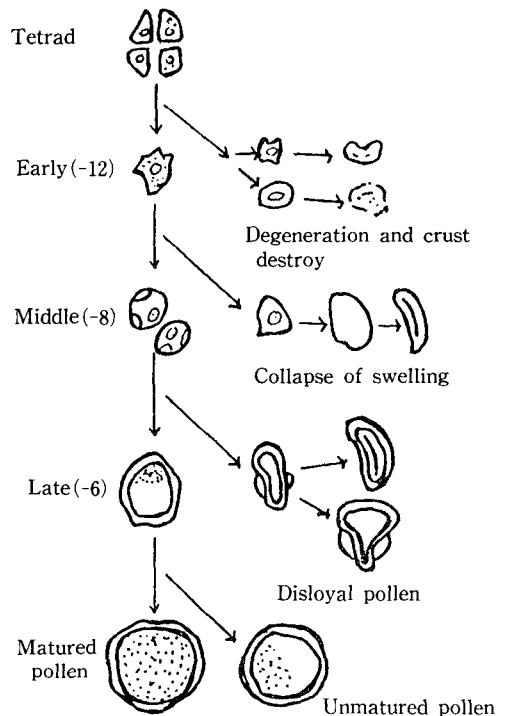 Tetrad
Early(-12)
Degeneration and crust
destroy
Middle(-8)
Collapse of swelling
Late(-6)
Disloyal pollen
Matured
pollen
Unmatured pollen